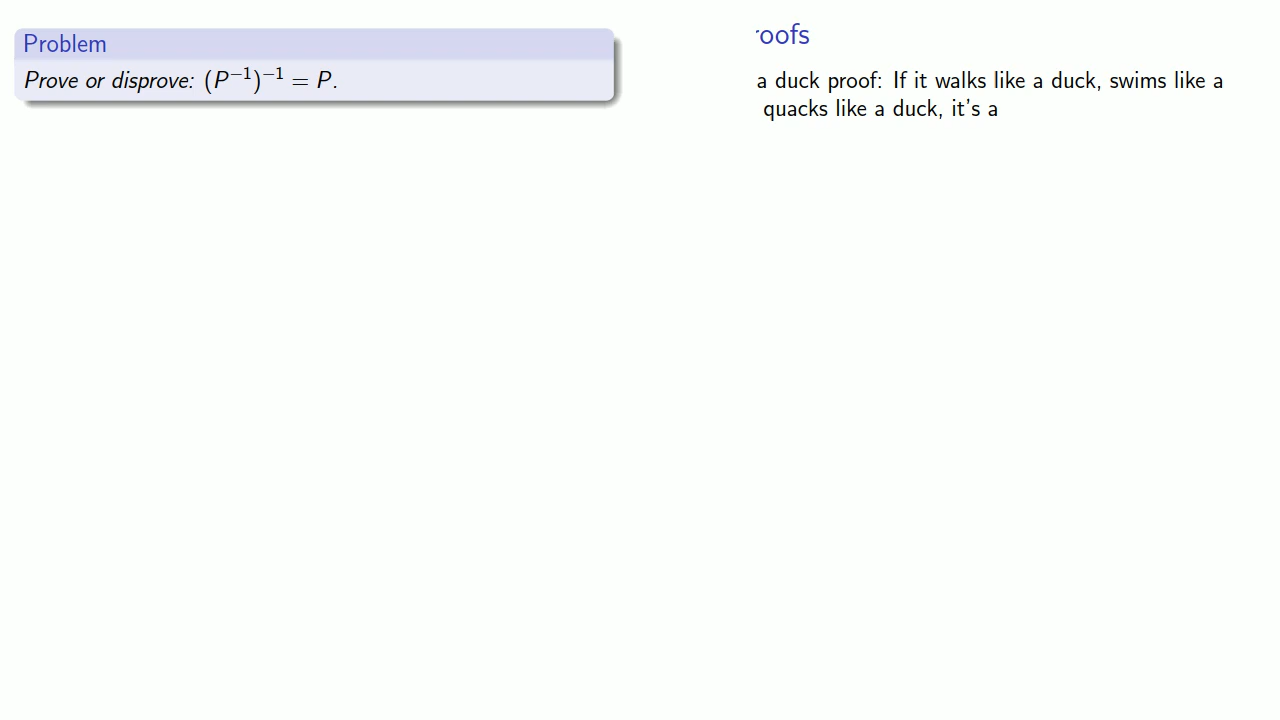 Problem
Prove or disprove: (P⁻¹)⁻¹ = P.
roofs
a duck proof: If it walks like a duck, swims like a
quacks like a duck, it's a